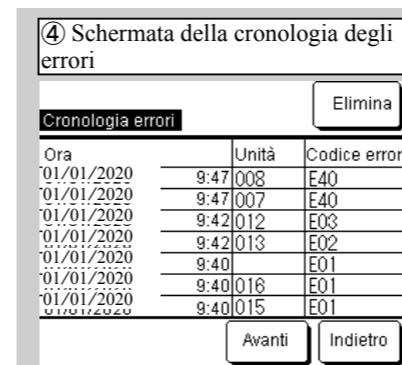 ④ Schermata della cronologia degli
errori
Elimina
Cronologia errori
Ora Unità Codice error
01/01/2020 9:47 008 E40
01/01/2020 9:47 007 E40
01/01/2020 9:42 012 E03
01/01/2020 9:42 013 E02
01/01/2020 9:40 E01
01/01/2020 9:40 016 E01
01/01/2020 9:40 015 E01
Avanti Indietro